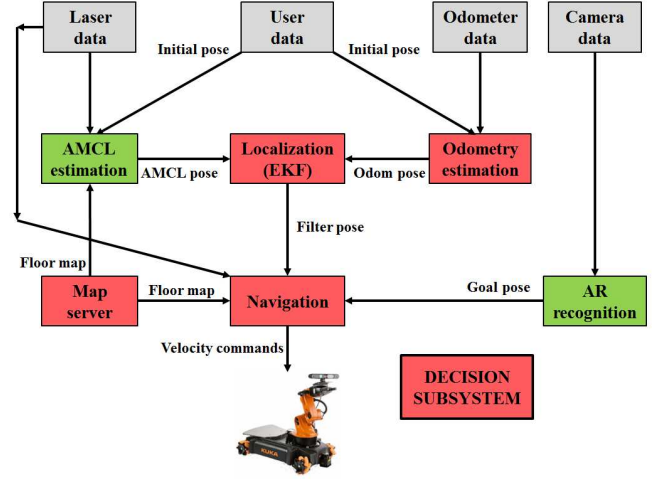 Laser
data
User
data
Odometer
data
Camera
data
Initial pose
Initial pose
AMCL
estimation
AMCL pose
Localization
(EKF)
Odom pose
Odometry
estimation
Filter pose
Floor map
Map
server
Floor map
Navigation
Goal pose
AR
recognition
Velocity commands
DECISION
SUBSYSTEM
KUKA